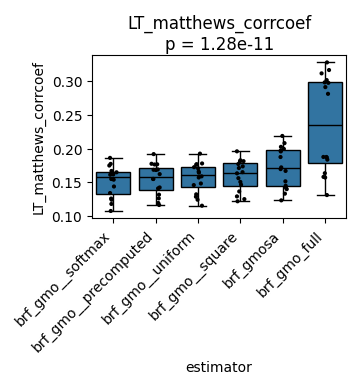 LT_matthews_corrcoef
p = 1.28e-11
LT_matthews_corrcoef
0.30
0.25
0.20
0.15
0.10
brf_gmo__softmax
brf_gmo__precomputed
brf_gmo__uniform
brf_gmo__square
brf_gmosa
brf_gmo_full
estimator